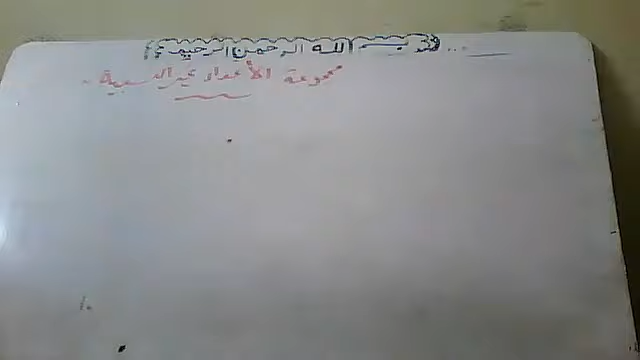 بسم الله الرحمن الرحيم
مجموعة الأعداد غير النسبية